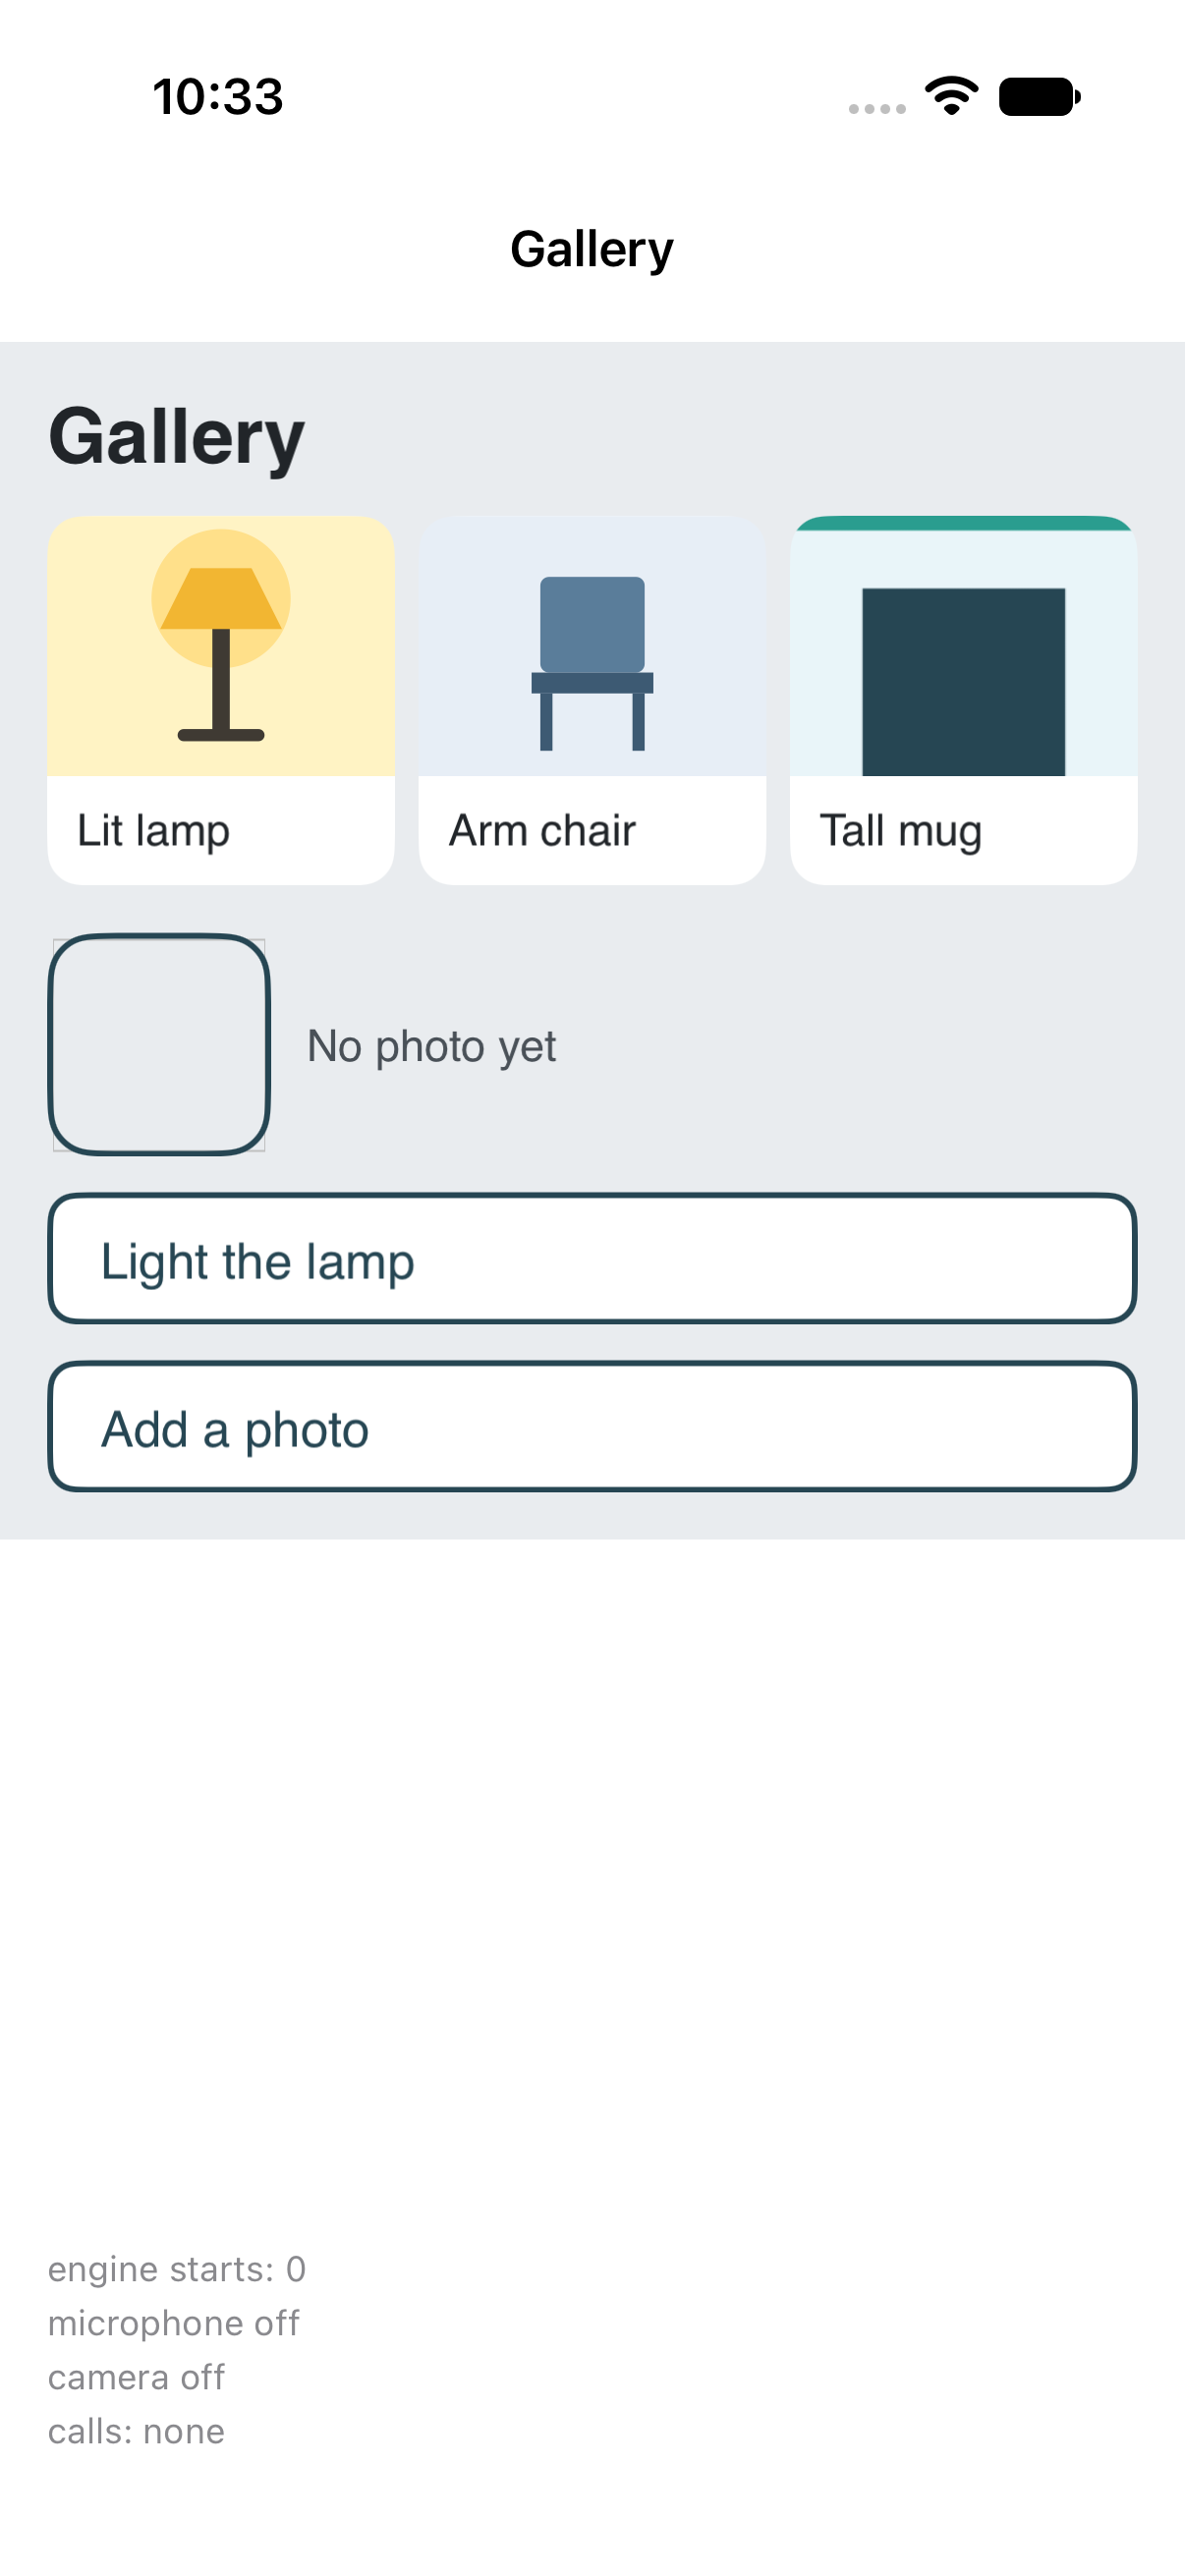 10:33
Gallery
Gallery
Lit lamp
Arm chair
Tall mug
No photo yet
Light the lamp
Add a photo
engine starts: 0
microphone off
camera off
calls: none